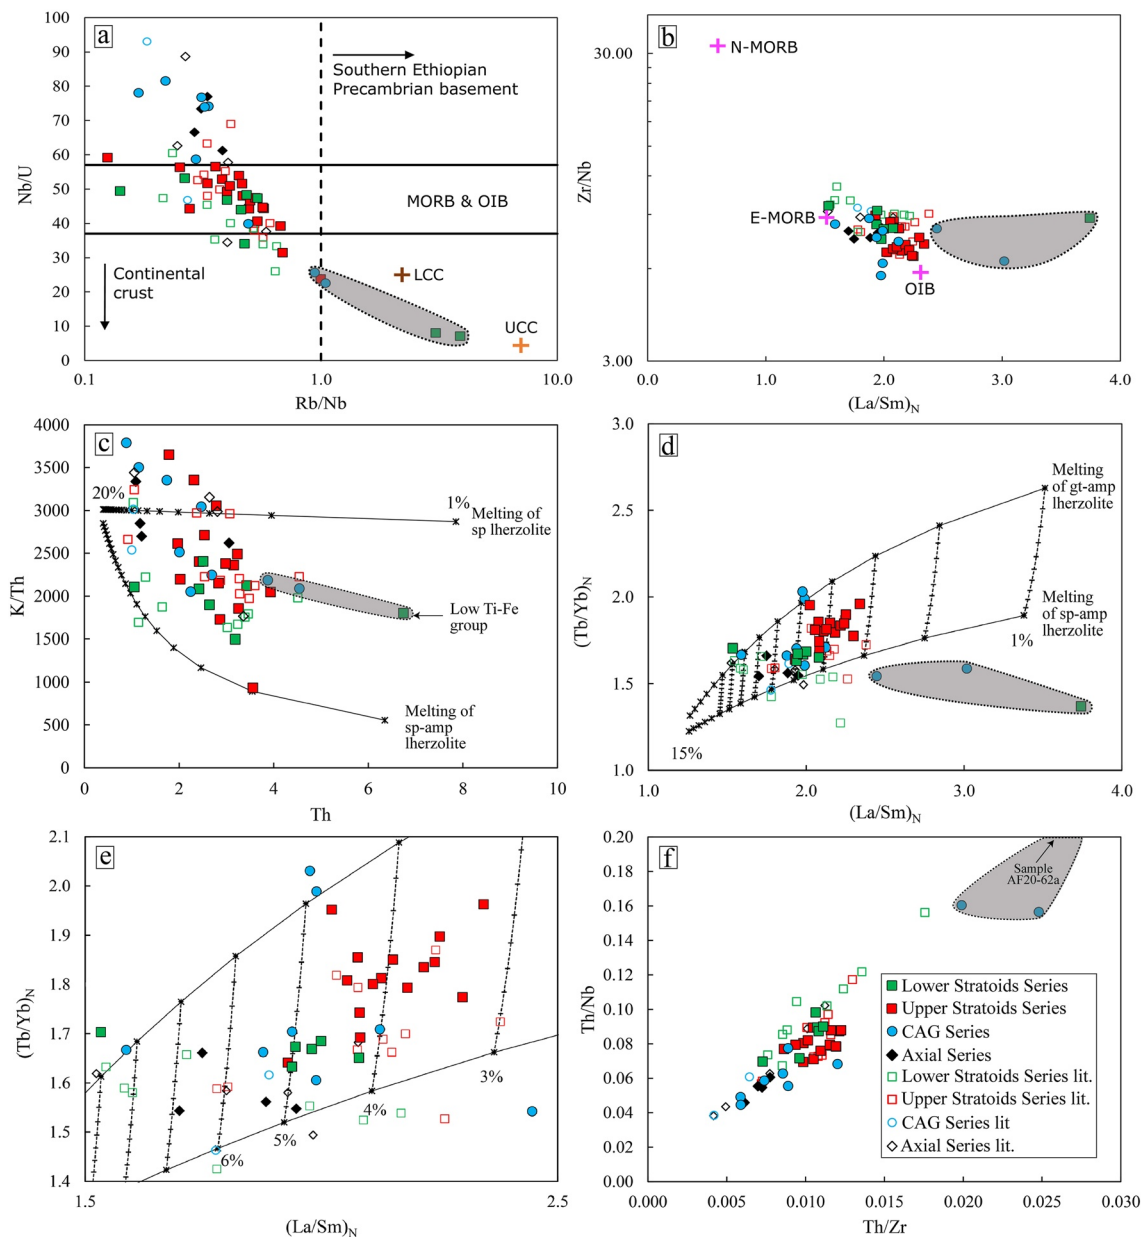 a
Nb/U
100
90
80
70
60
50
40
30
20
10
0
Southern Ethiopian
Precambrian basement
MORB & OIB
Continental
crust
LCC
UCC
0.1
1.0
10.0
Rb/Nb
b
Zr/Nb
30.00
3.00
N-MORB
E-MORB
OIB
0.0
1.0
2.0
3.0
4.0
(La/Sm)N
c
K/Th
4000
3500
3000
2500
2000
1500
1000
500
0
20%
1%
Melting of
sp lherzolite
Low Ti-Fe
group
Melting of
sp-amp
lherzolite
0
2
4
6
8
10
Th
d
(Tb/Yb)N
3.0
2.5
2.0
1.5
1.0
Melting
of gt-amp
lherzolite
Melting of
sp-amp
lherzolite
1%
15%
1.0
2.0
3.0
4.0
(La/Sm)N
e
(Tb/Yb)N
2.1
2.0
1.9
1.8
1.7
1.6
1.5
1.4
3%
4%
5%
6%
1.5
2.5
(La/Sm)N
f
Th/Nb
0.20
0.18
0.16
0.14
0.12
0.10
0.08
0.06
0.04
0.02
0.00
Sample
AF20-62a
Lower Stratoids Series
Upper Stratoids Series
CAG Series
Axial Series
Lower Stratoids Series lit.
Upper Stratoids Series lit.
CAG Series lit
Axial Series lit.
0.000
0.005
0.010
0.015
0.020
0.025
0.030
Th/Zr